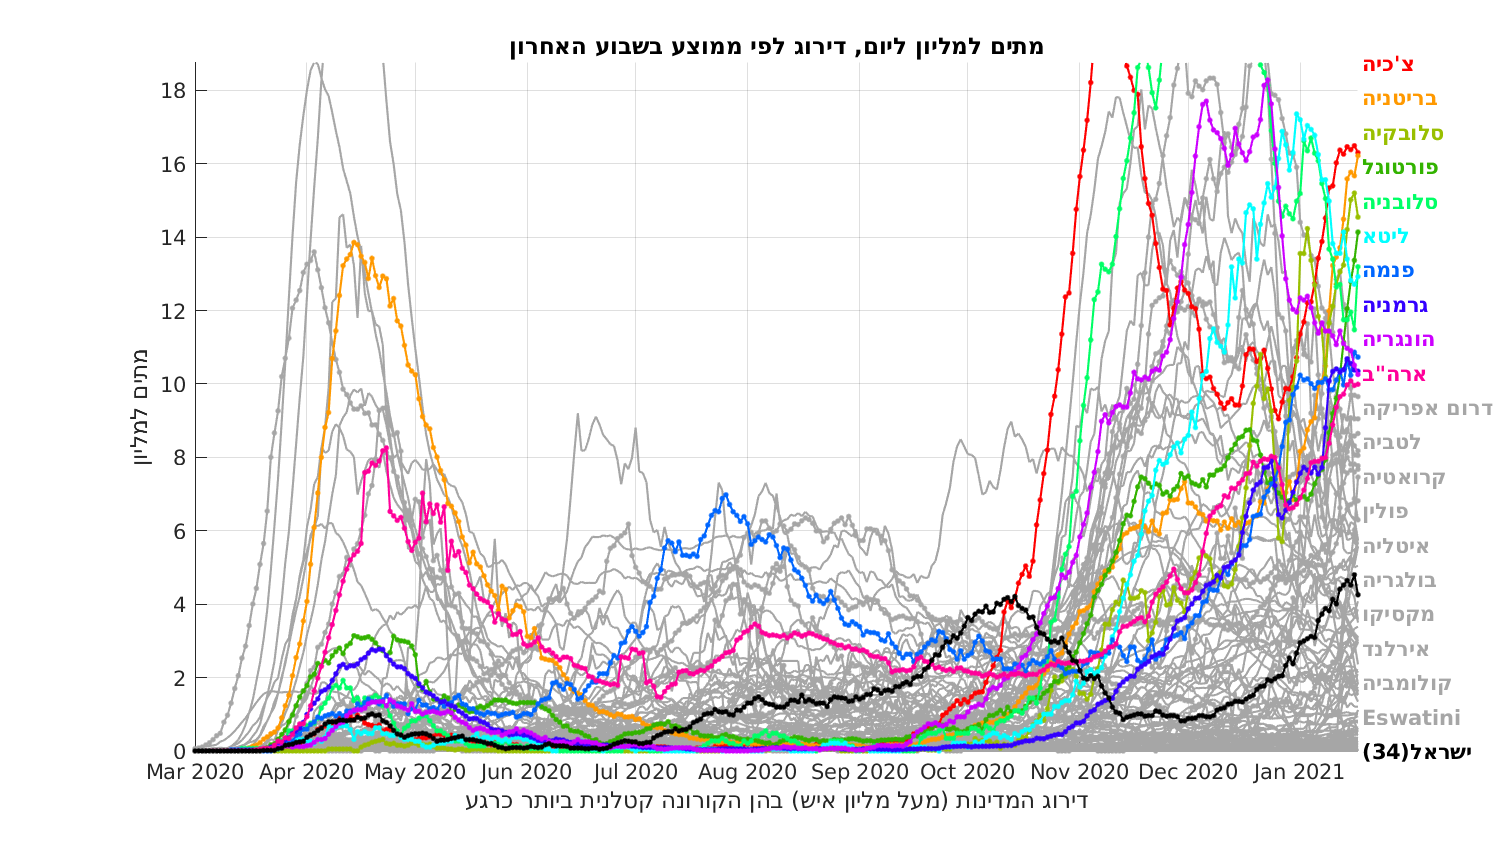 מתים למליון ליום, דירוג לפי ממוצע בשבוע האחרון
מתים למליון
18
16
14
12
10
8
6
4
2
0
Mar 2020 Apr 2020 May 2020 Jun 2020 Jul 2020 Aug 2020 Sep 2020 Oct 2020 Nov 2020 Dec 2020 Jan 2021
דירוג המדינות (מעל מליון איש) בהן הקורונה קטלנית ביותר כרגע
צ'כיה
בריטניה
סלובקיה
פורטוגל
סלובניה
ליטא
פנמה
גרמניה
הונגריה
ארה"ב
דרום אפריקה
לטביה
קרואטיה
פולין
איטליה
בולגריה
מקסיקו
אירלנד
קולומביה
Eswatini
ישראל(34)